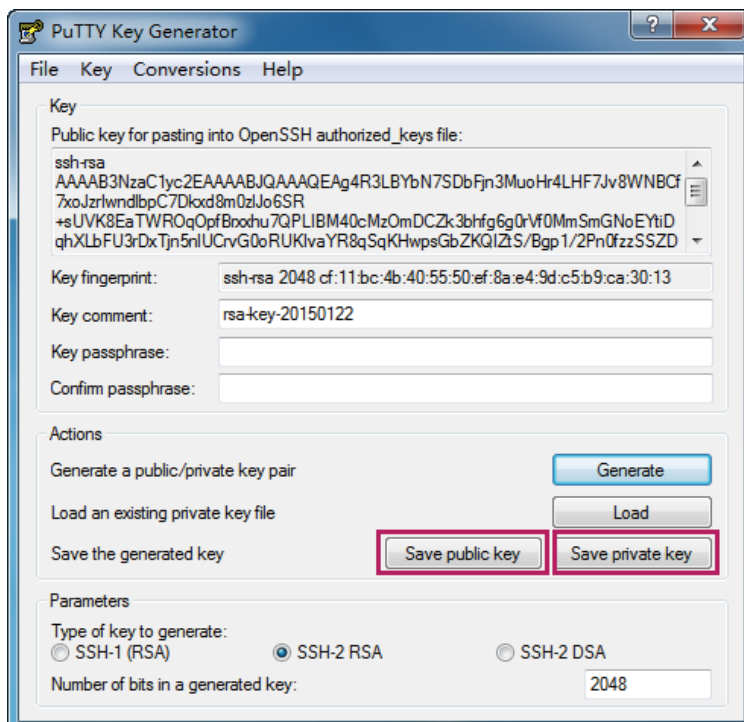 PuTTY Key Generator
File Key Conversions Help
Key
Public key for pasting into OpenSSH authorized_keys file:
ssh-rsa
AAAAB3NzaC1yc2EAAAABJQAAAQEAg4R3LBYbN7SDbFjn3MuoHr4LHF7Jv8WNBCf
7xoJzrlwndlbpC7Dkxd8m0zlJo6SR
+sUVK8EaTWROqOpfBrxxhu7QPLIBM40cMzOmDCZk3bhfg6g0rVf0MmSmGNoEYtiD
qhXLbFU3rDxTjn5nIUCrvG0oRUKIvaYR8qSqKHwpsGbZKQIZtS/Bgp1/2Pn0fzzSSZD
Key fingerprint: ssh-rsa 2048 cf:11:bc:4b:40:55:50:ef:8a:e4:9d:c5:b9:ca:30:13
Key comment: rsa-key-20150122
Key passphrase:
Confirm passphrase:
Actions
Generate a public/private key pair Generate
Load an existing private key file Load
Save the generated key Save public key Save private key
Parameters
Type of key to generate:
SSH-1 (RSA) SSH-2 RSA SSH-2 DSA
Number of bits in a generated key: 2048